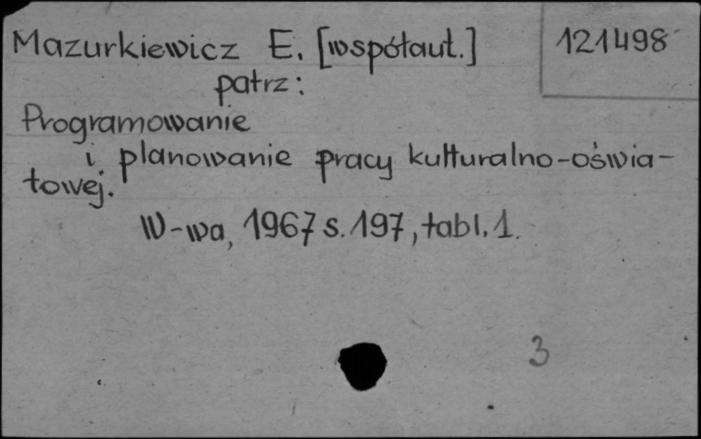 Mazurkiewicz E. [współaut.]
121498
patrz:
Programowanie
i planowanie pracy kulturalno-oświa-
towej.
W-wa, 1967 s. 197, tabl. 1.
3